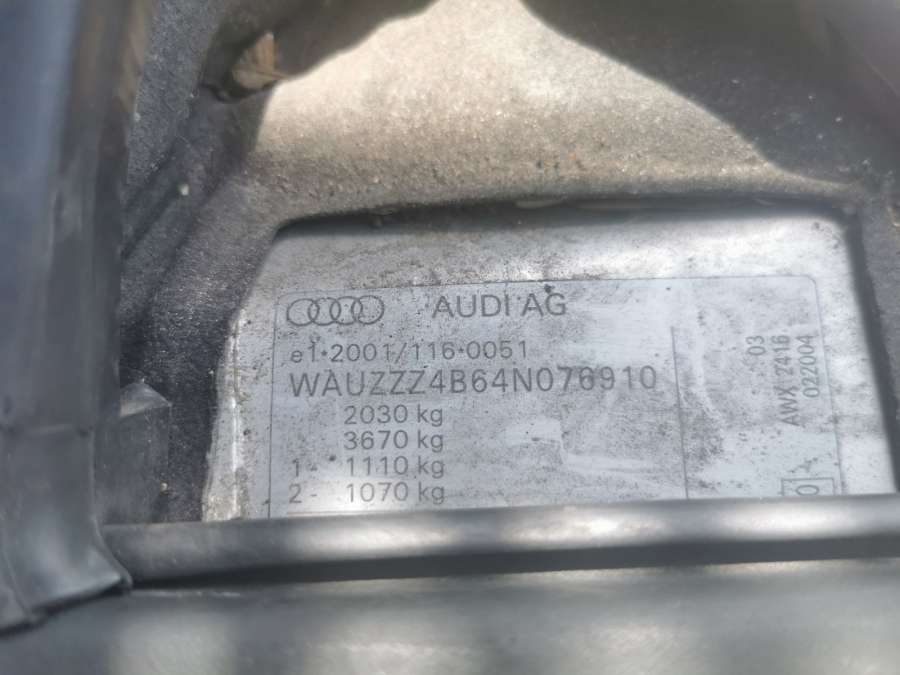 AUDI AG
e1*2001/116*0051
WAUZZZ4B64N076910
2030 kg
3670 kg
1- 1110 kg
2- 1070 kg
03
AWX Z416
022004